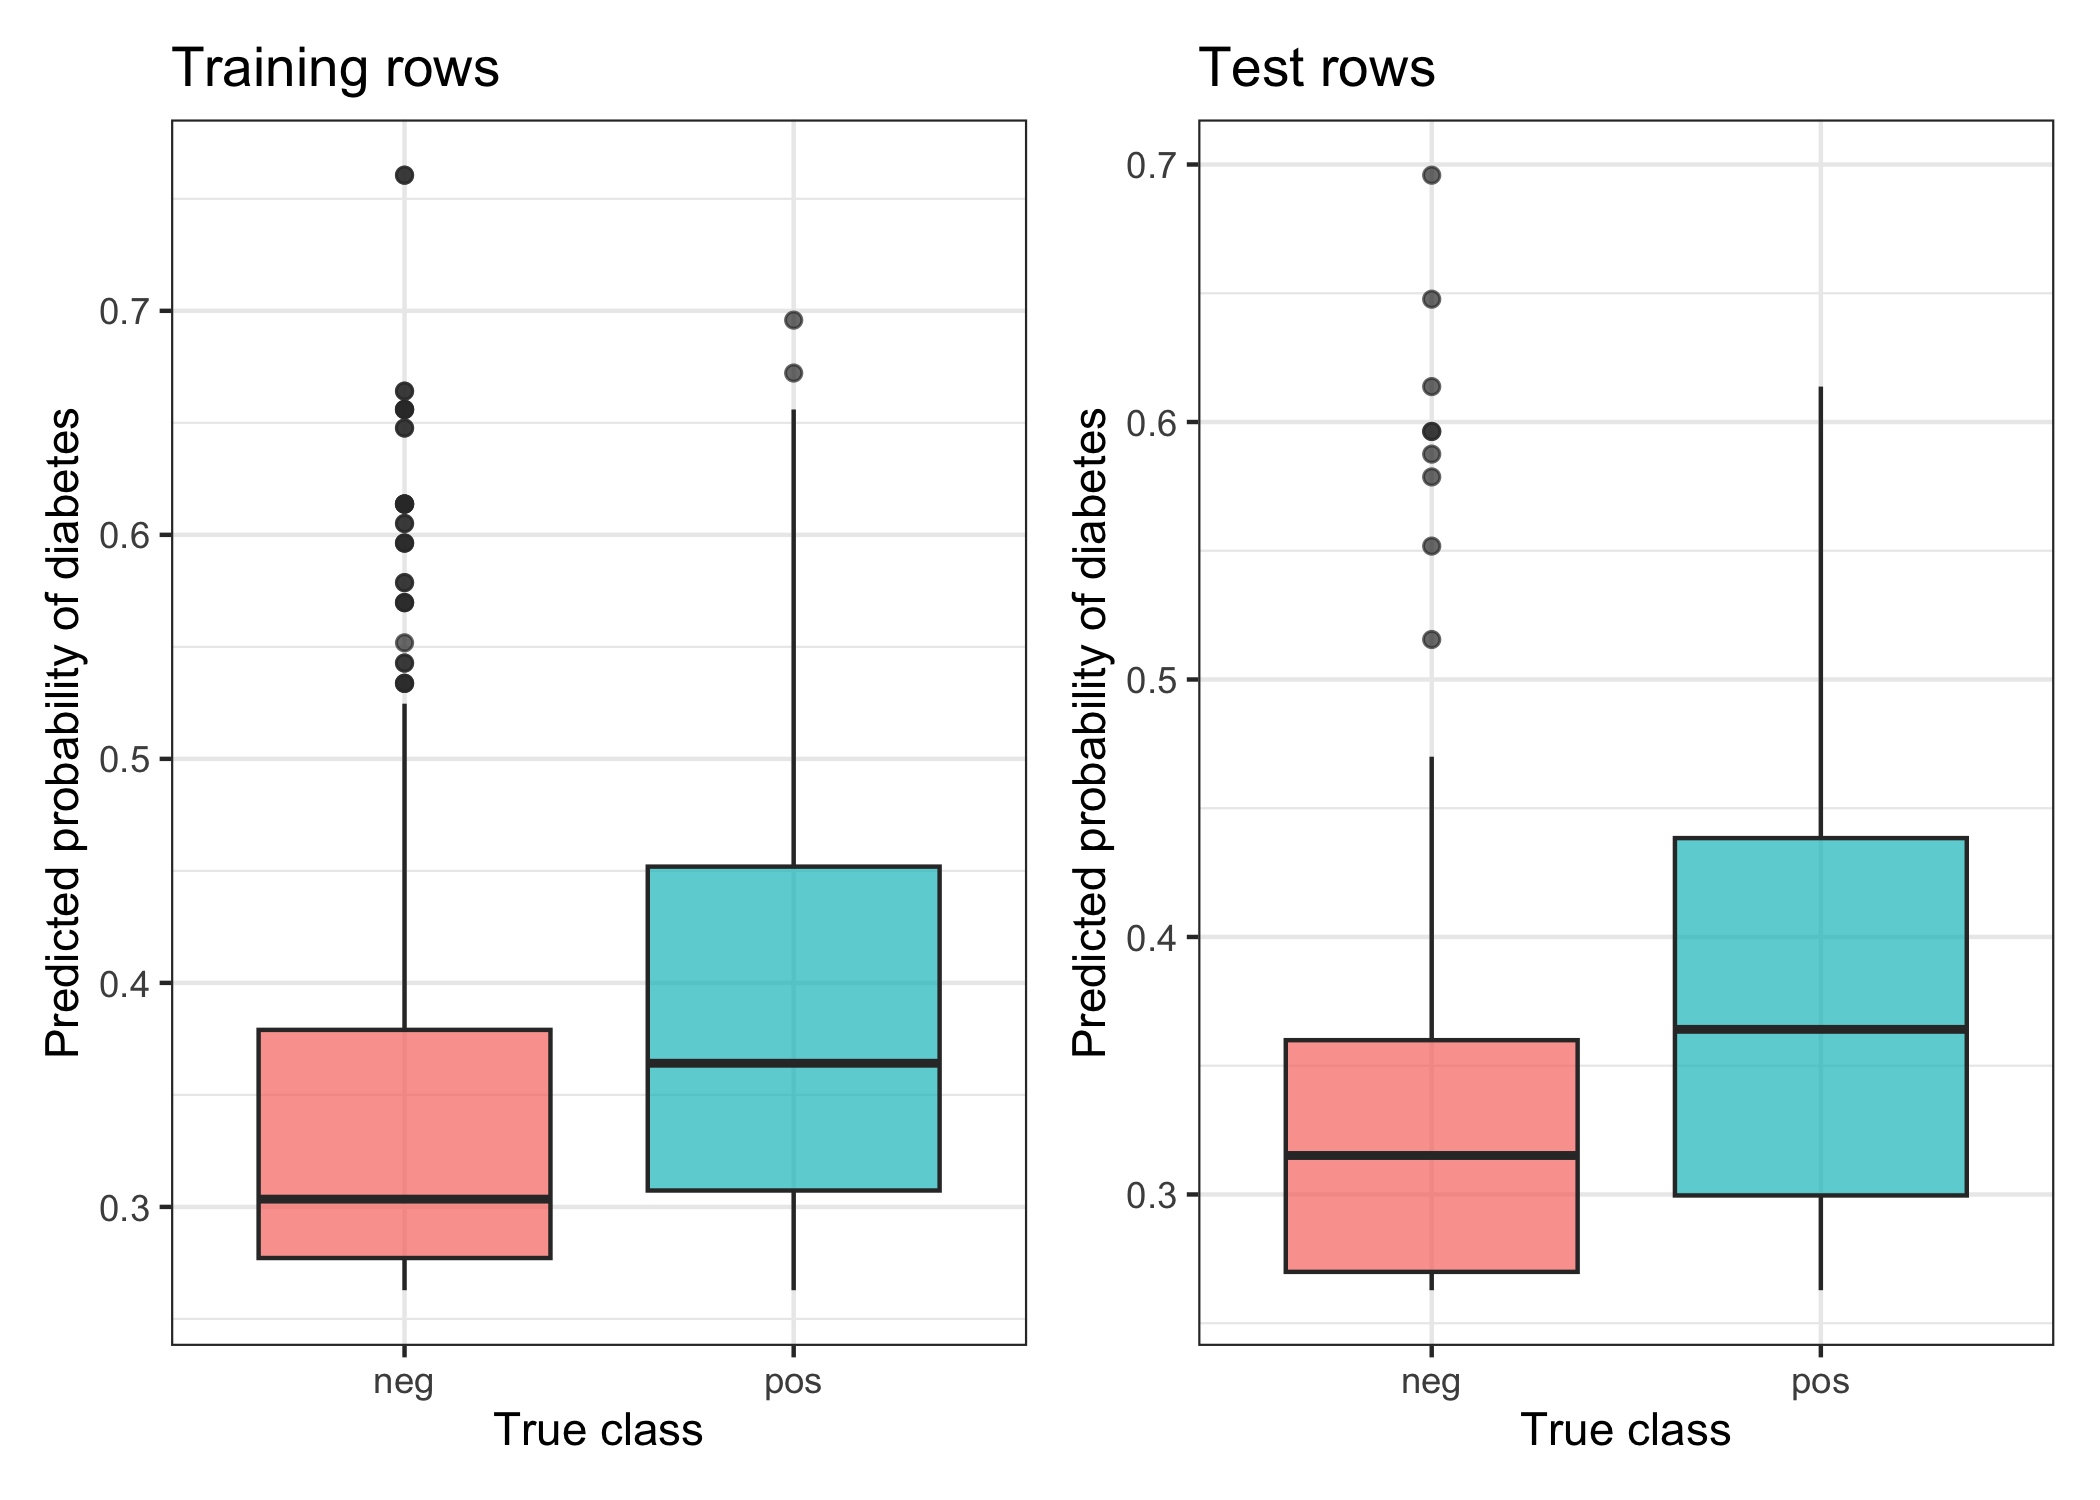 Training rows
Predicted probability of diabetes
0.7
0.6
0.5
0.4
0.3
neg pos
True class
Test rows
Predicted probability of diabetes
0.7
0.6
0.5
0.4
0.3
neg pos
True class